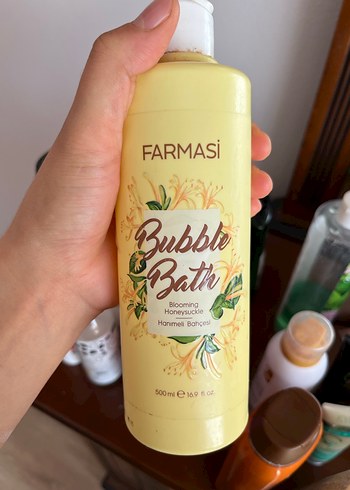 FARMASİ
Bubble
Bath
Blooming
Honeysuckle
Hanımeli Bahçesi
500 ml ℮ 16.9 fl. oz.